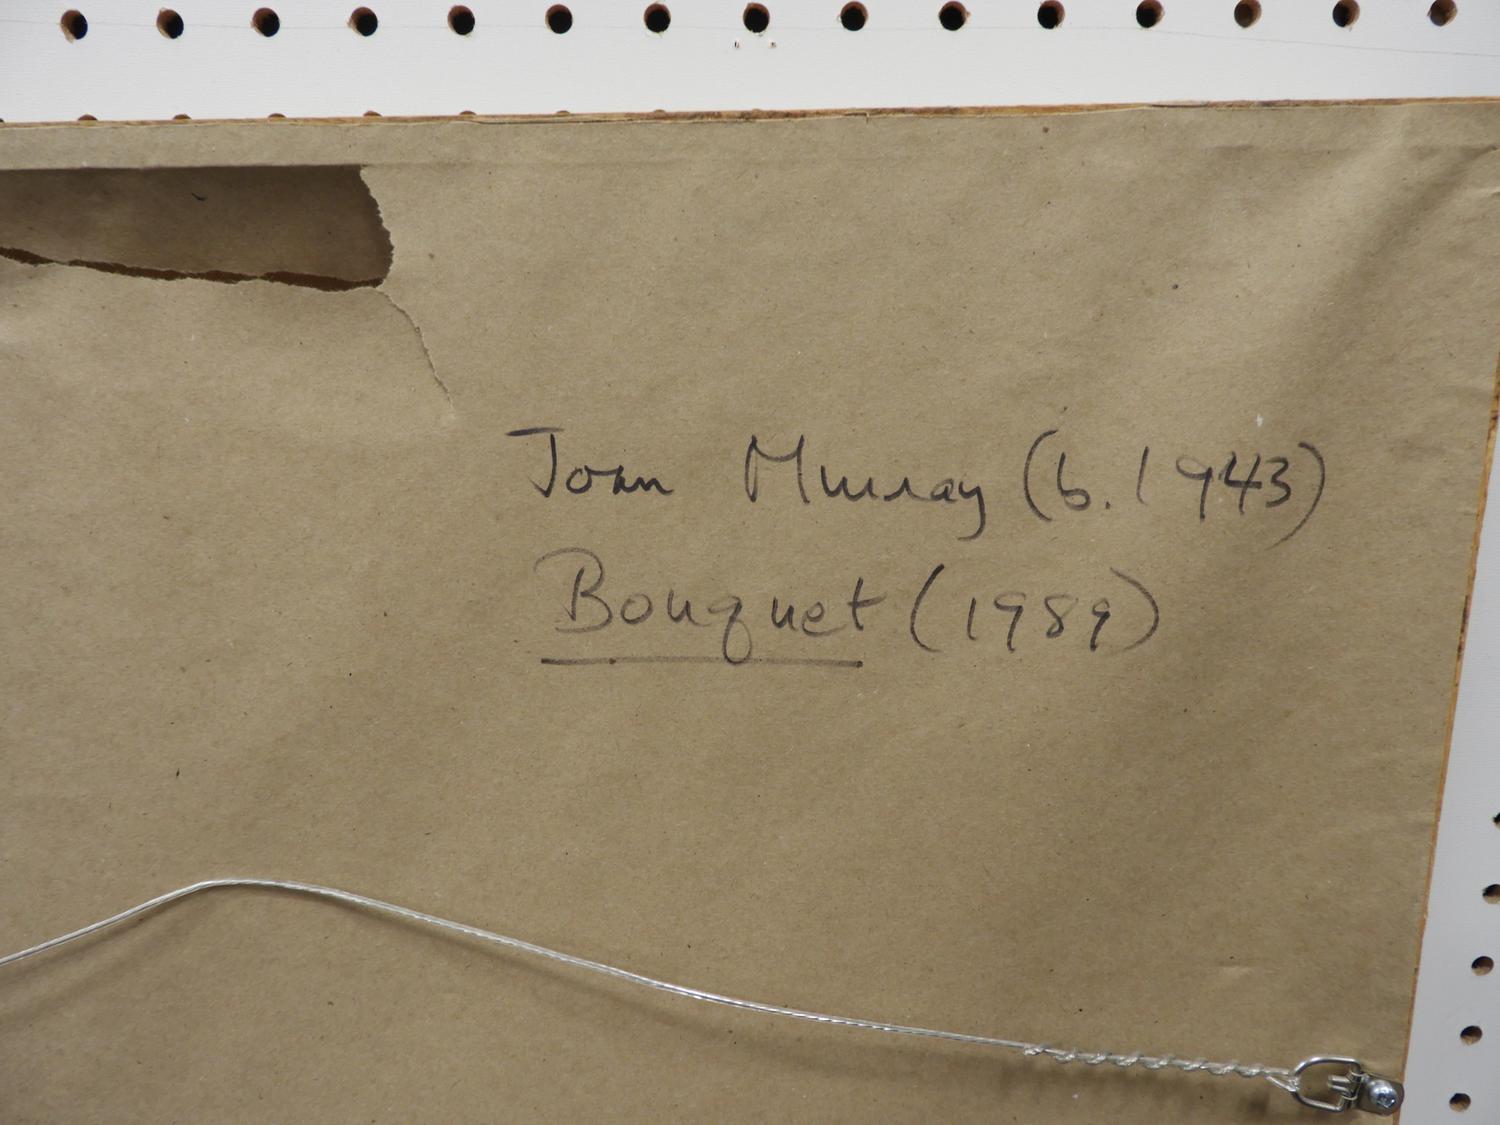 Joan Murray (b. 1943)
Bouquet (1989)